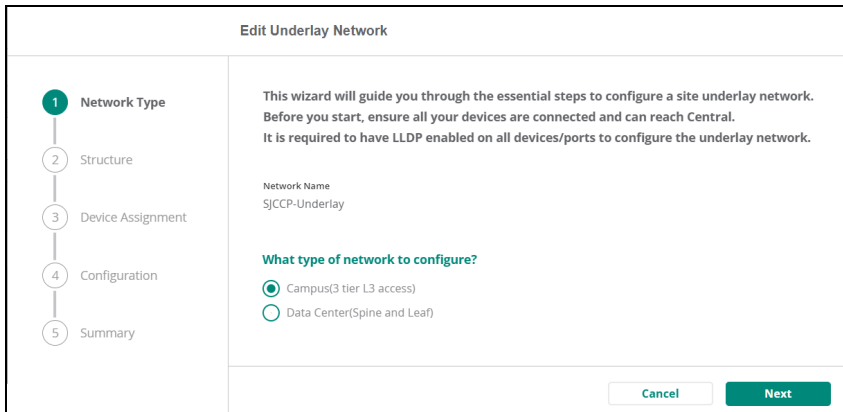 Edit Underlay Network
1 Network Type
2 Structure
3 Device Assignment
4 Configuration
5 Summary
This wizard will guide you through the essential steps to configure a site underlay network.
Before you start, ensure all your devices are connected and can reach Central.
It is required to have LLDP enabled on all devices/ports to configure the underlay network.
Network Name
SJCCP-Underlay
What type of network to configure?
Campus(3 tier L3 access)
Data Center(Spine and Leaf)
Cancel
Next